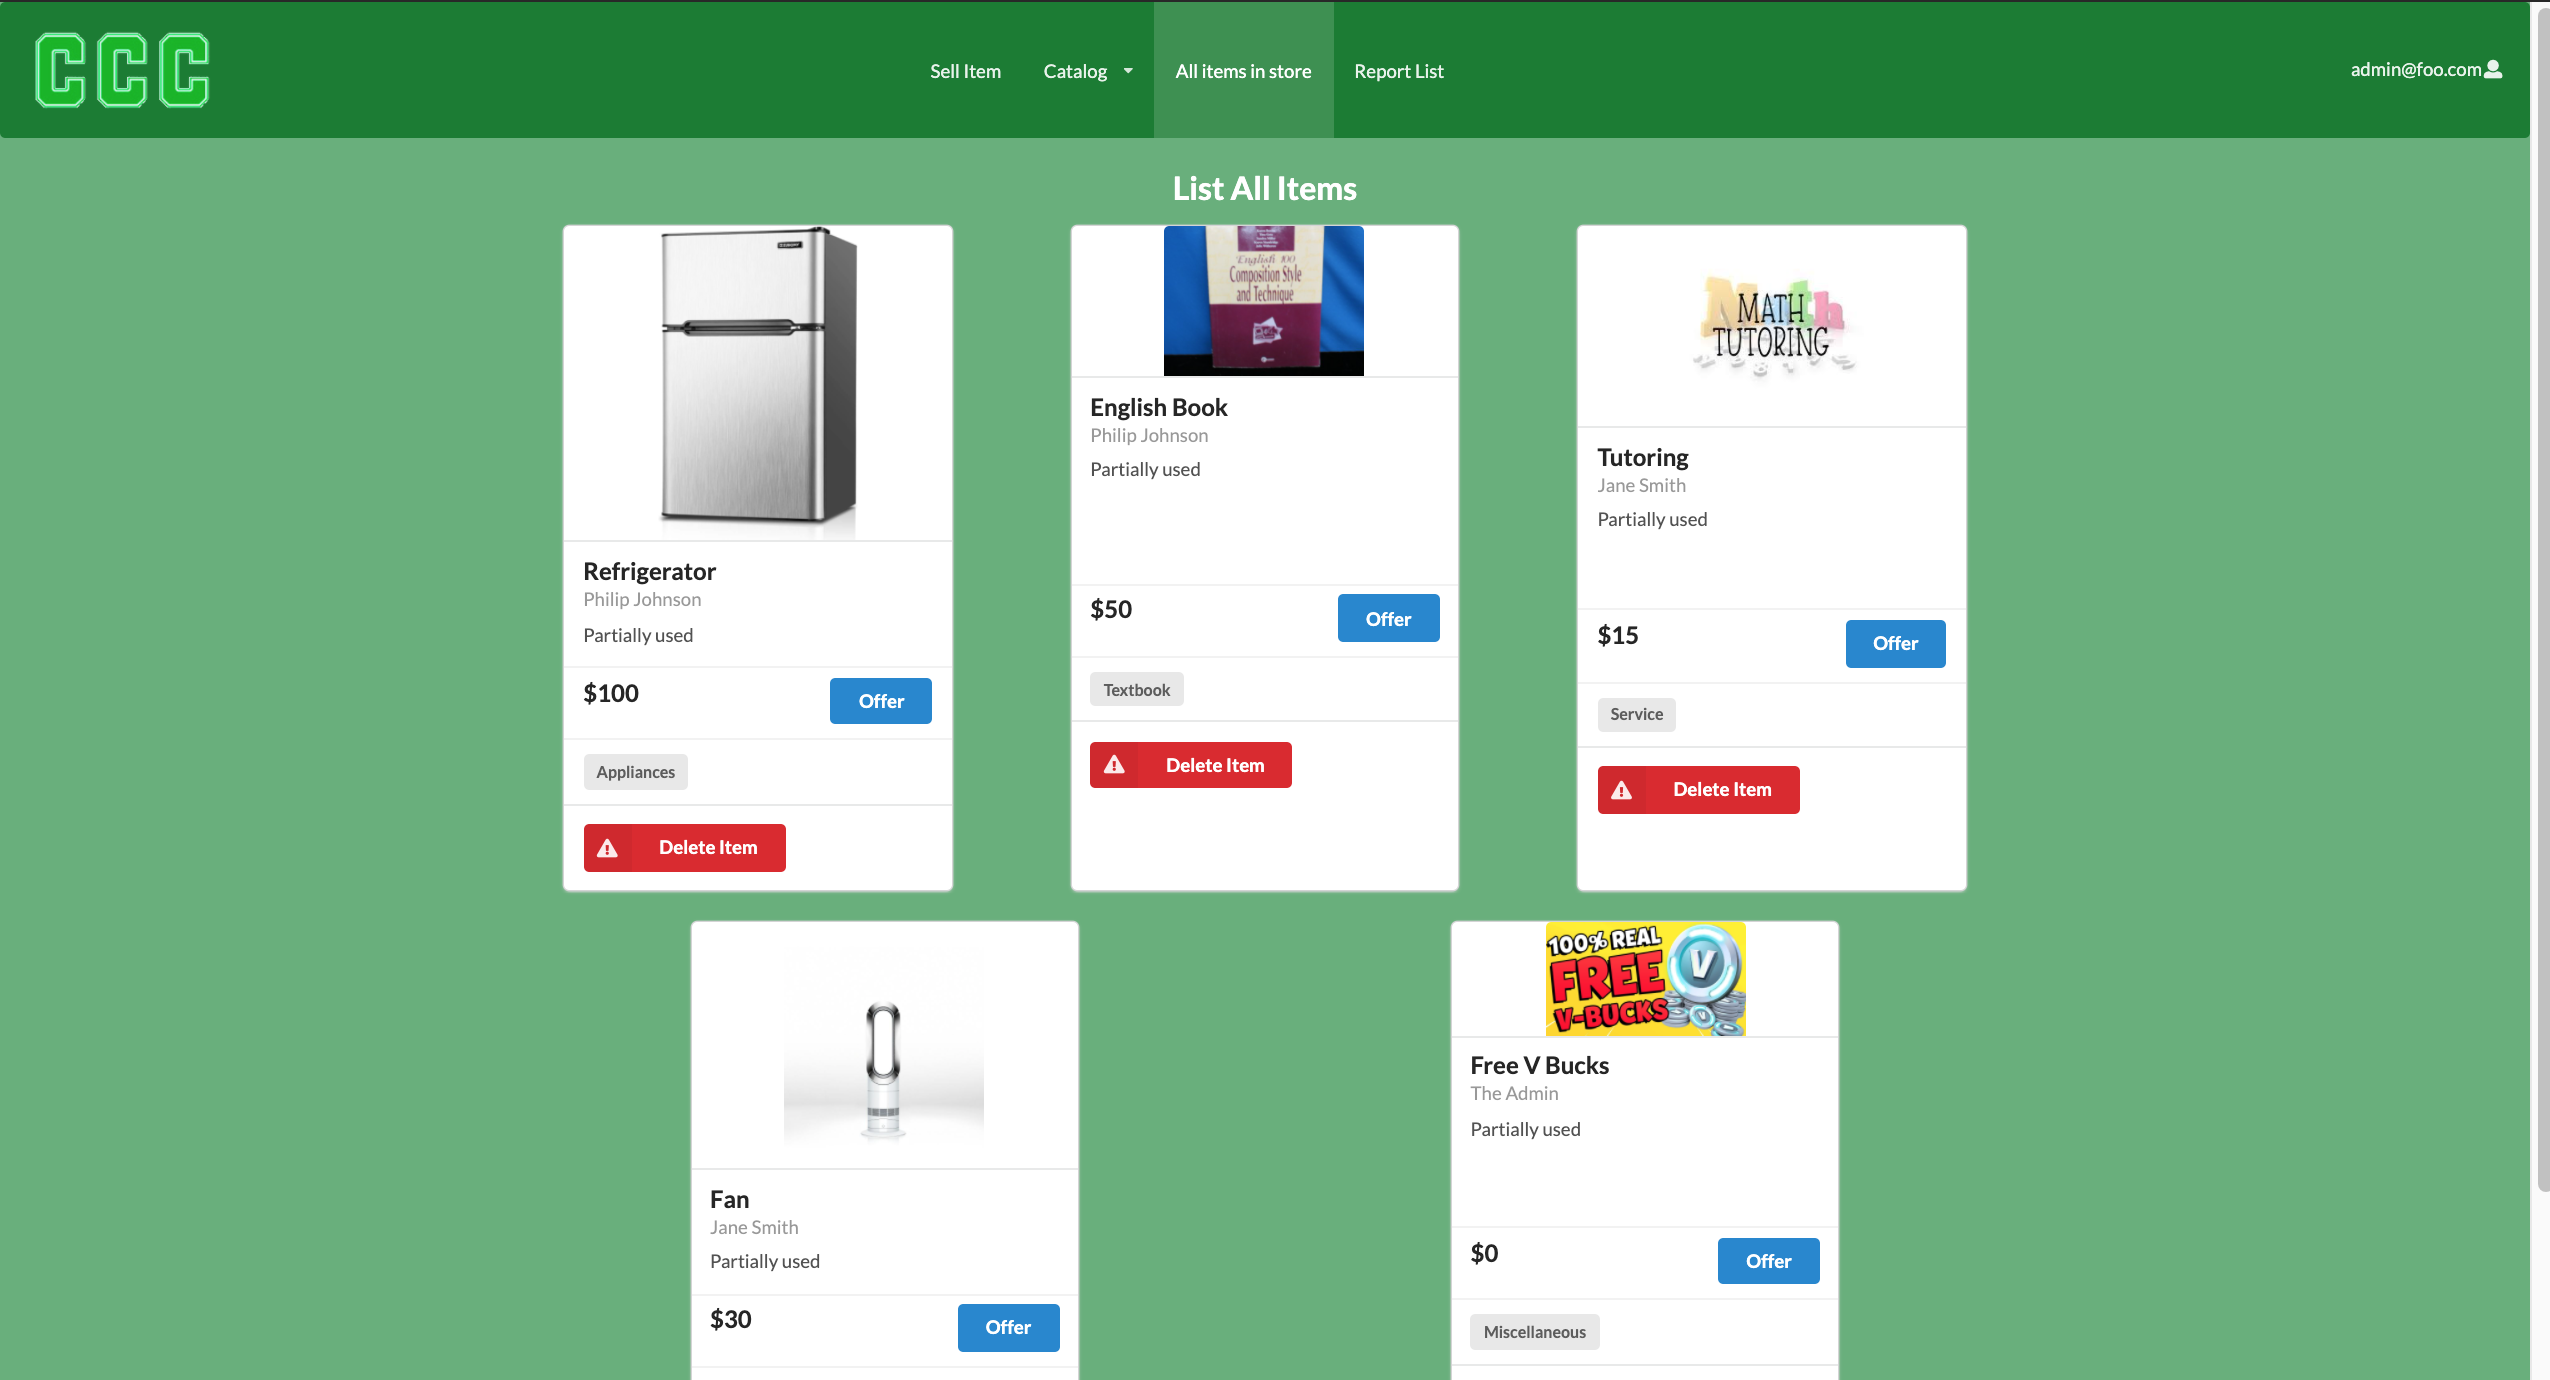 CCC
Sell Item
Catalog
All items in store
Report List
admin@foo.com
List All Items
Refrigerator
Philip Johnson
Partially used
$100
Offer
Appliances
Delete Item
English 100
Composition Style
and Technique
English Book
Philip Johnson
Partially used
$50
Offer
Textbook
Delete Item
Math
MATH
TUTORING
Tutoring
Jane Smith
Partially used
$15
Offer
Service
Delete Item
Fan
Jane Smith
Partially used
$30
Offer
100% REAL
FREE
V-BUCKS
V
Free V Bucks
The Admin
Partially used
$0
Offer
Miscellaneous